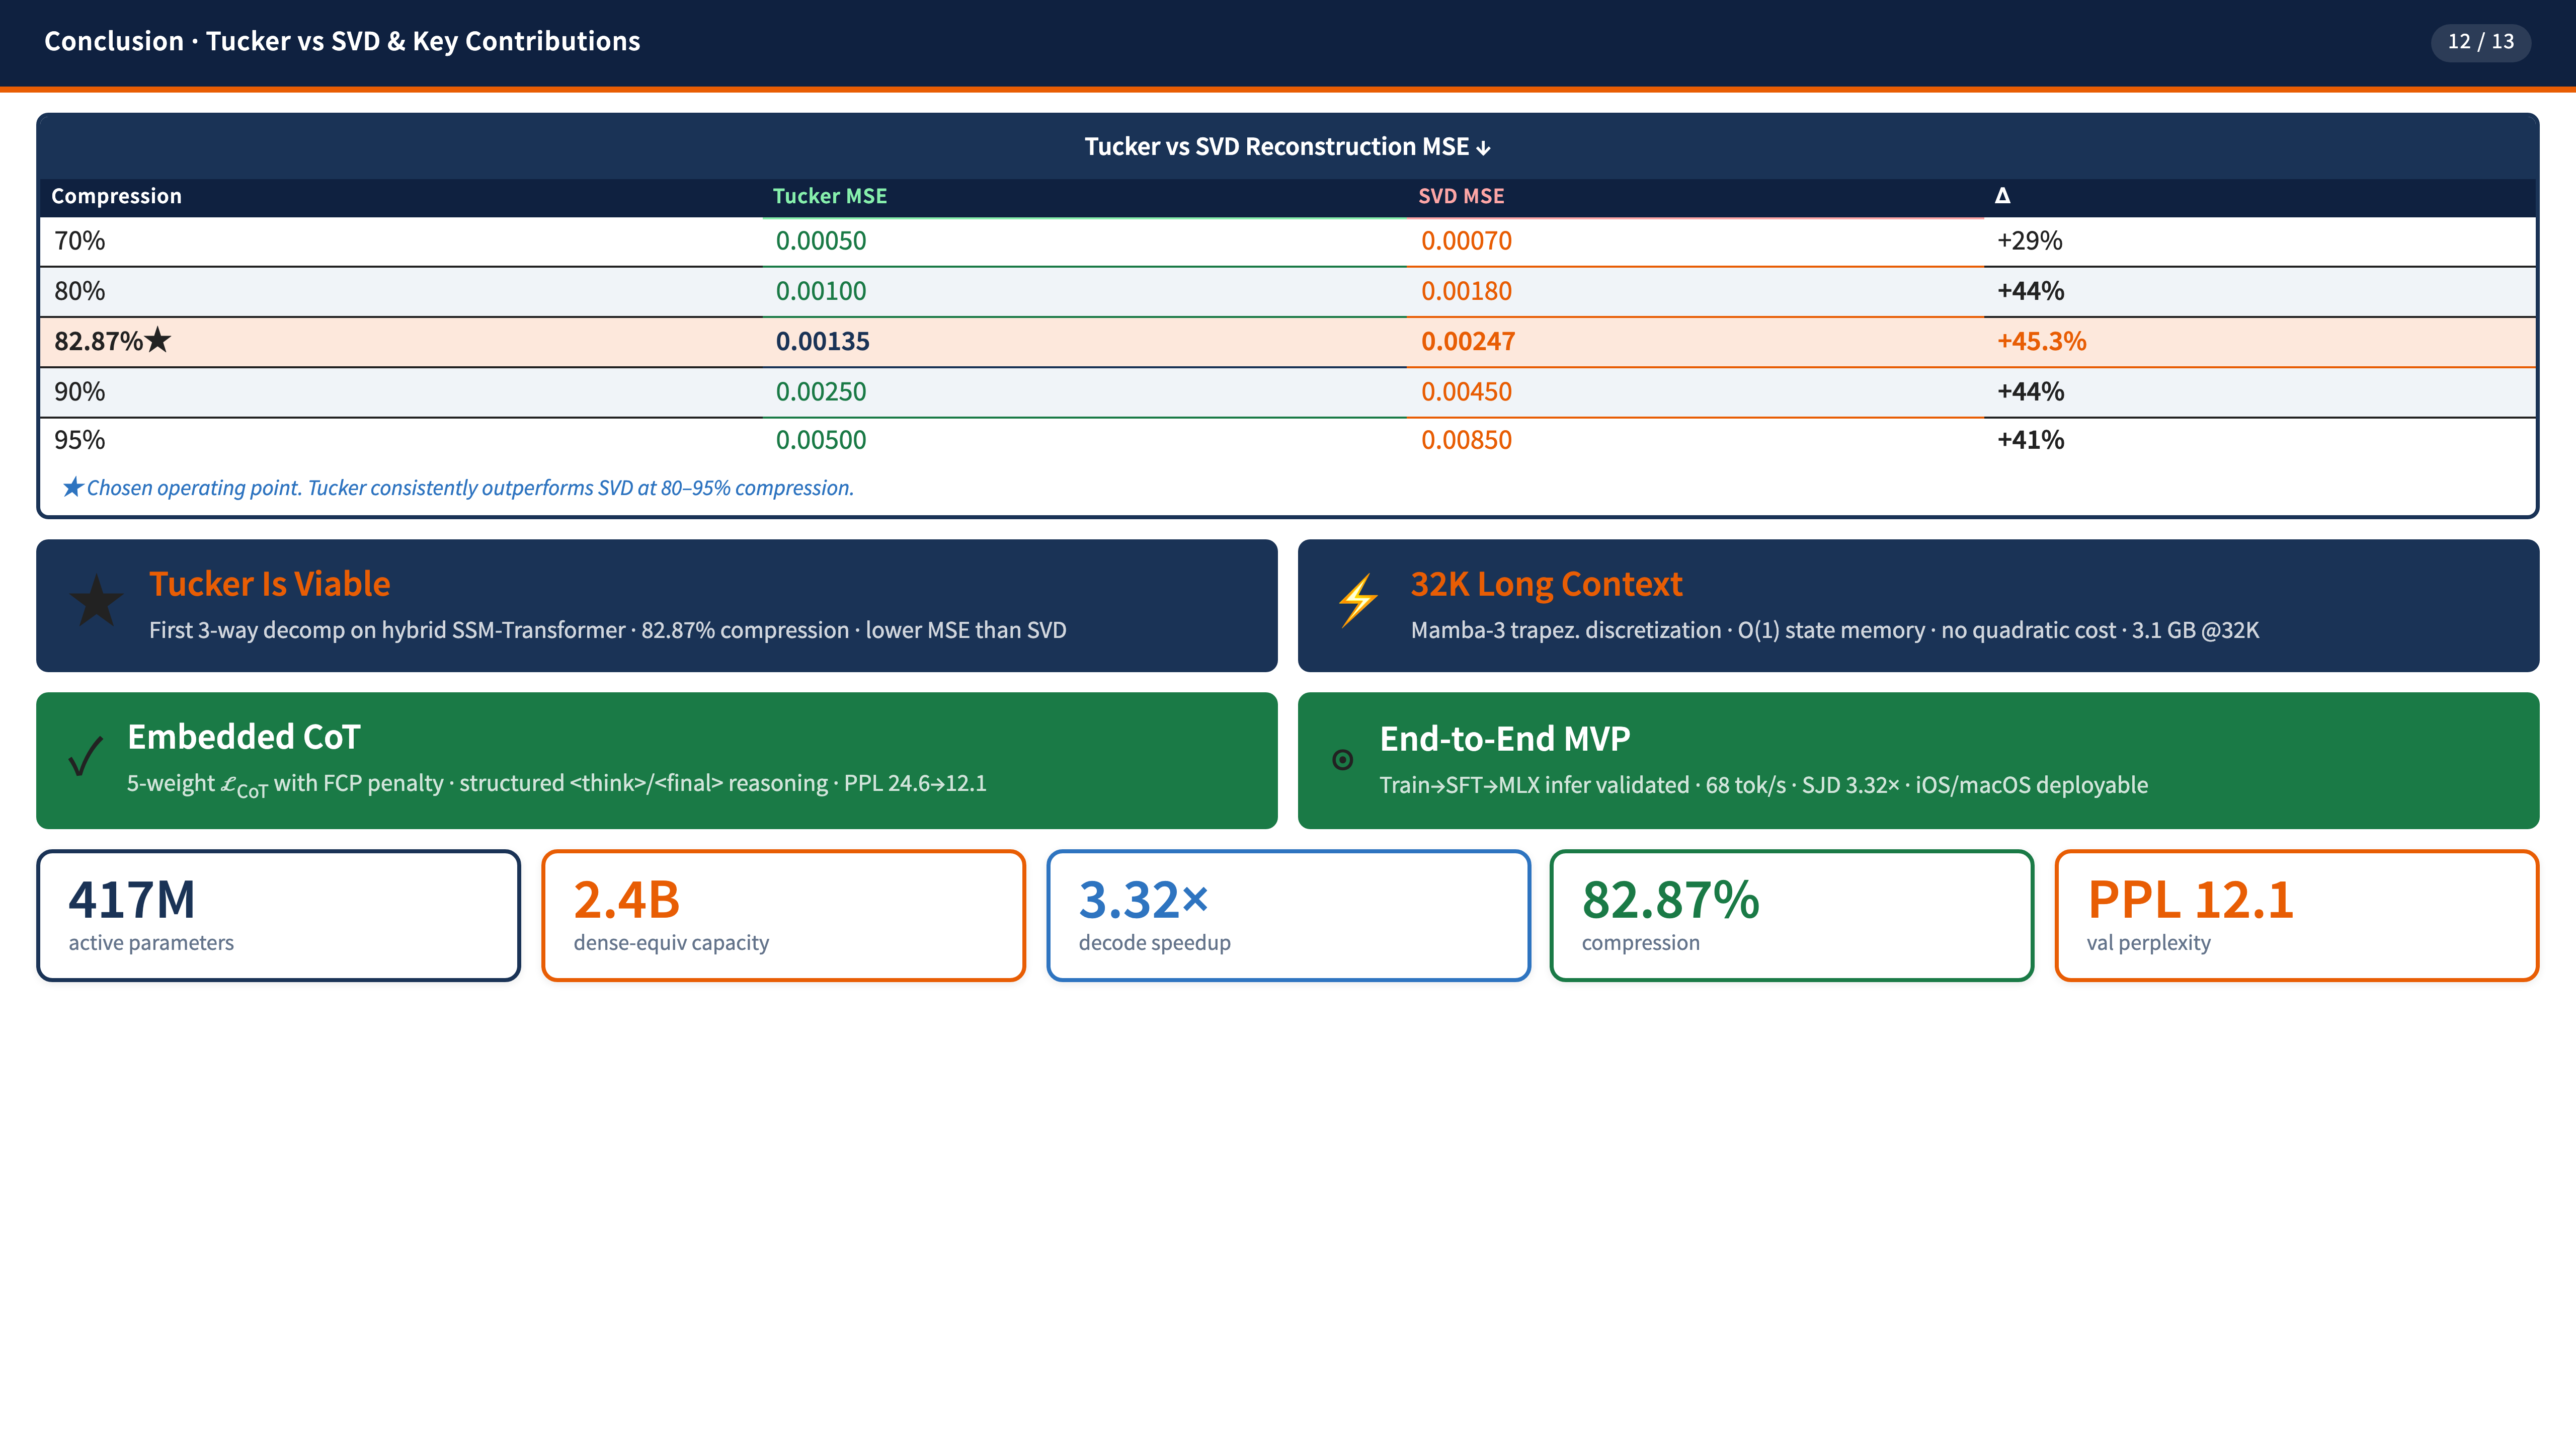 Conclusion · Tucker vs SVD & Key Contributions
12 / 13
Tucker vs SVD Reconstruction MSE ↓
Compression Tucker MSE SVD MSE Δ
70% 0.00050 0.00070 +29%
80% 0.00100 0.00180 +44%
82.87%★ 0.00135 0.00247 +45.3%
90% 0.00250 0.00450 +44%
95% 0.00500 0.00850 +41%
★ Chosen operating point. Tucker consistently outperforms SVD at 80–95% compression.
★ Tucker Is Viable
First 3-way decomp on hybrid SSM-Transformer · 82.87% compression · lower MSE than SVD
⚡ 32K Long Context
Mamba-3 trapez. discretization · O(1) state memory · no quadratic cost · 3.1 GB @32K
✓ Embedded CoT
5-weight ℒCoT with FCP penalty · structured <think>/<final> reasoning · PPL 24.6→12.1
⊙ End-to-End MVP
Train→SFT→MLX infer validated · 68 tok/s · SJD 3.32× · iOS/macOS deployable
417M
active parameters
2.4B
dense-equiv capacity
3.32×
decode speedup
82.87%
compression
PPL 12.1
val perplexity